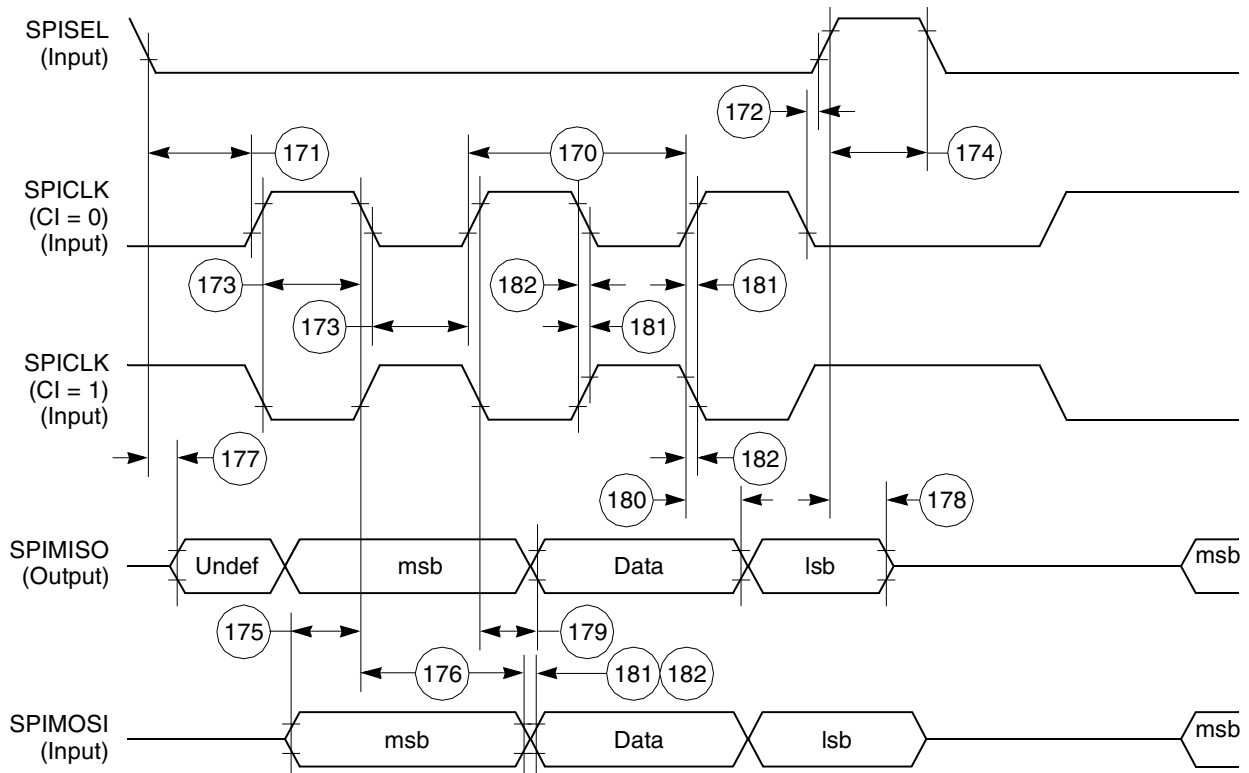 SPISEL
(Input)
172
171
170
174
SPICLK
(CI = 0)
(Input)
173
182
181
173
181
SPICLK
(CI = 1)
(Input)
177
182
180
178
SPIMISO
(Output)
Undef
msb
Data
lsb
msb
175
179
176
181
182
SPIMOSI
(Input)
msb
Data
lsb
msb